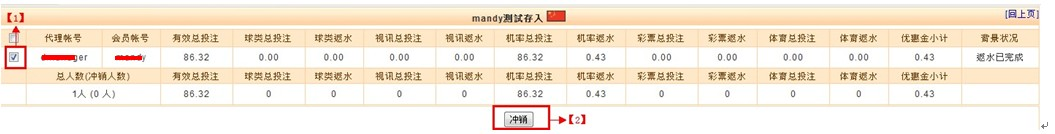 【1】
mandy測試存入 [回上页]
代理帐号 会员帐号 有效总投注 球类总投注 球类返水 视讯总投注 视讯返水 机率总投注 机率返水 彩票总投注 彩票返水 体育总投注 体育返水 优惠金小计 背景状况
86.32 0.00 0.00 0.00 0.00 86.32 0.43 0.00 0.00 0.00 0.00 0.43 返水已完成
总人数(冲销人数) 有效总投注 球类总投注 球类返水 视讯总投注 视讯返水 机率总投注 机率返水 彩票总投注 彩票返水 体育总投注 体育返水 优惠金小计
1人 (0 人) 86.32 0 0 0 0 86.32 0.43 0 0 0 0 0.43
冲销 【2】